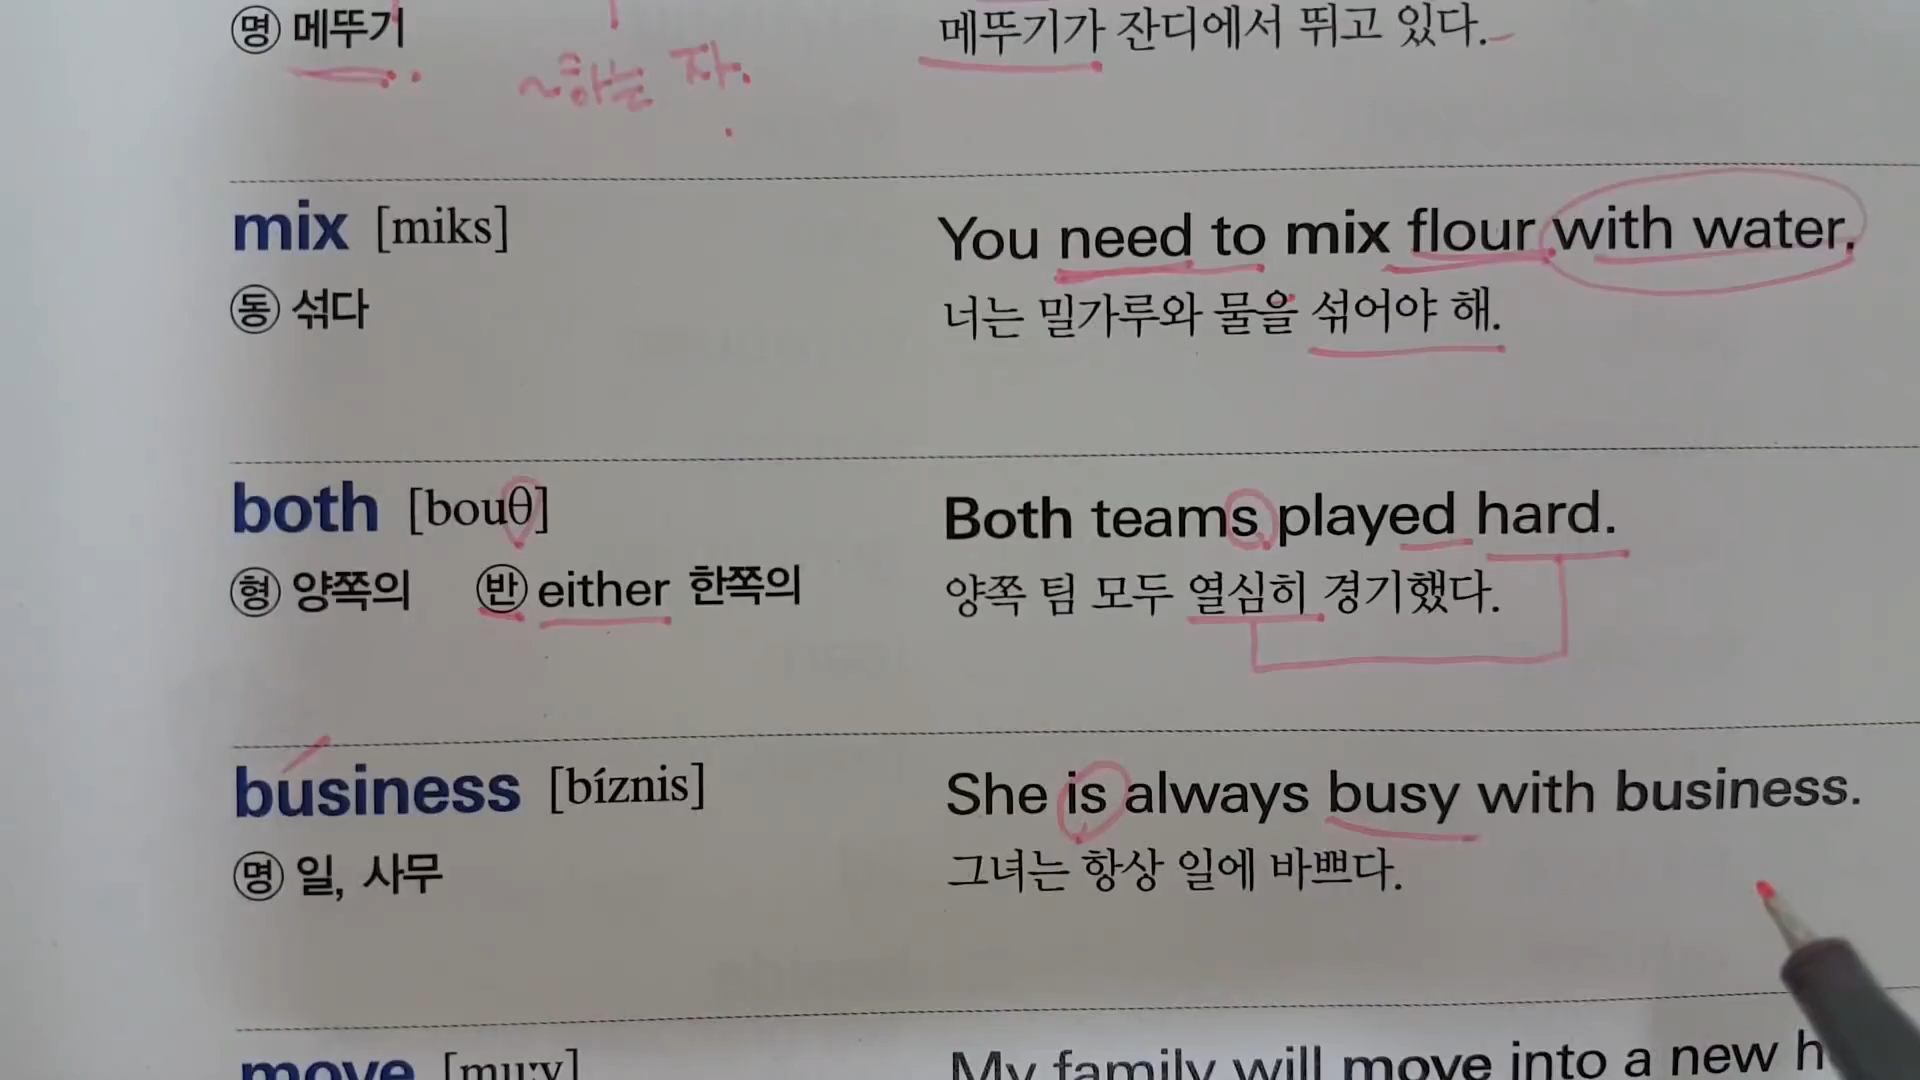 명 메뚜기
메뚜기가 잔디에서 뛰고 있다.
~하는 자.
mix [miks]
You need to mix flour with water.
동 섞다
너는 밀가루와 물을 섞어야 해.
both [bouθ]
Both teams played hard.
형 양쪽의 반 either 한쪽의
양쪽 팀 모두 열심히 경기했다.
business [bíznis]
She is always busy with business.
명 일, 사무
그녀는 항상 일에 바쁘다.
move [mu:v]
My family will move into a new